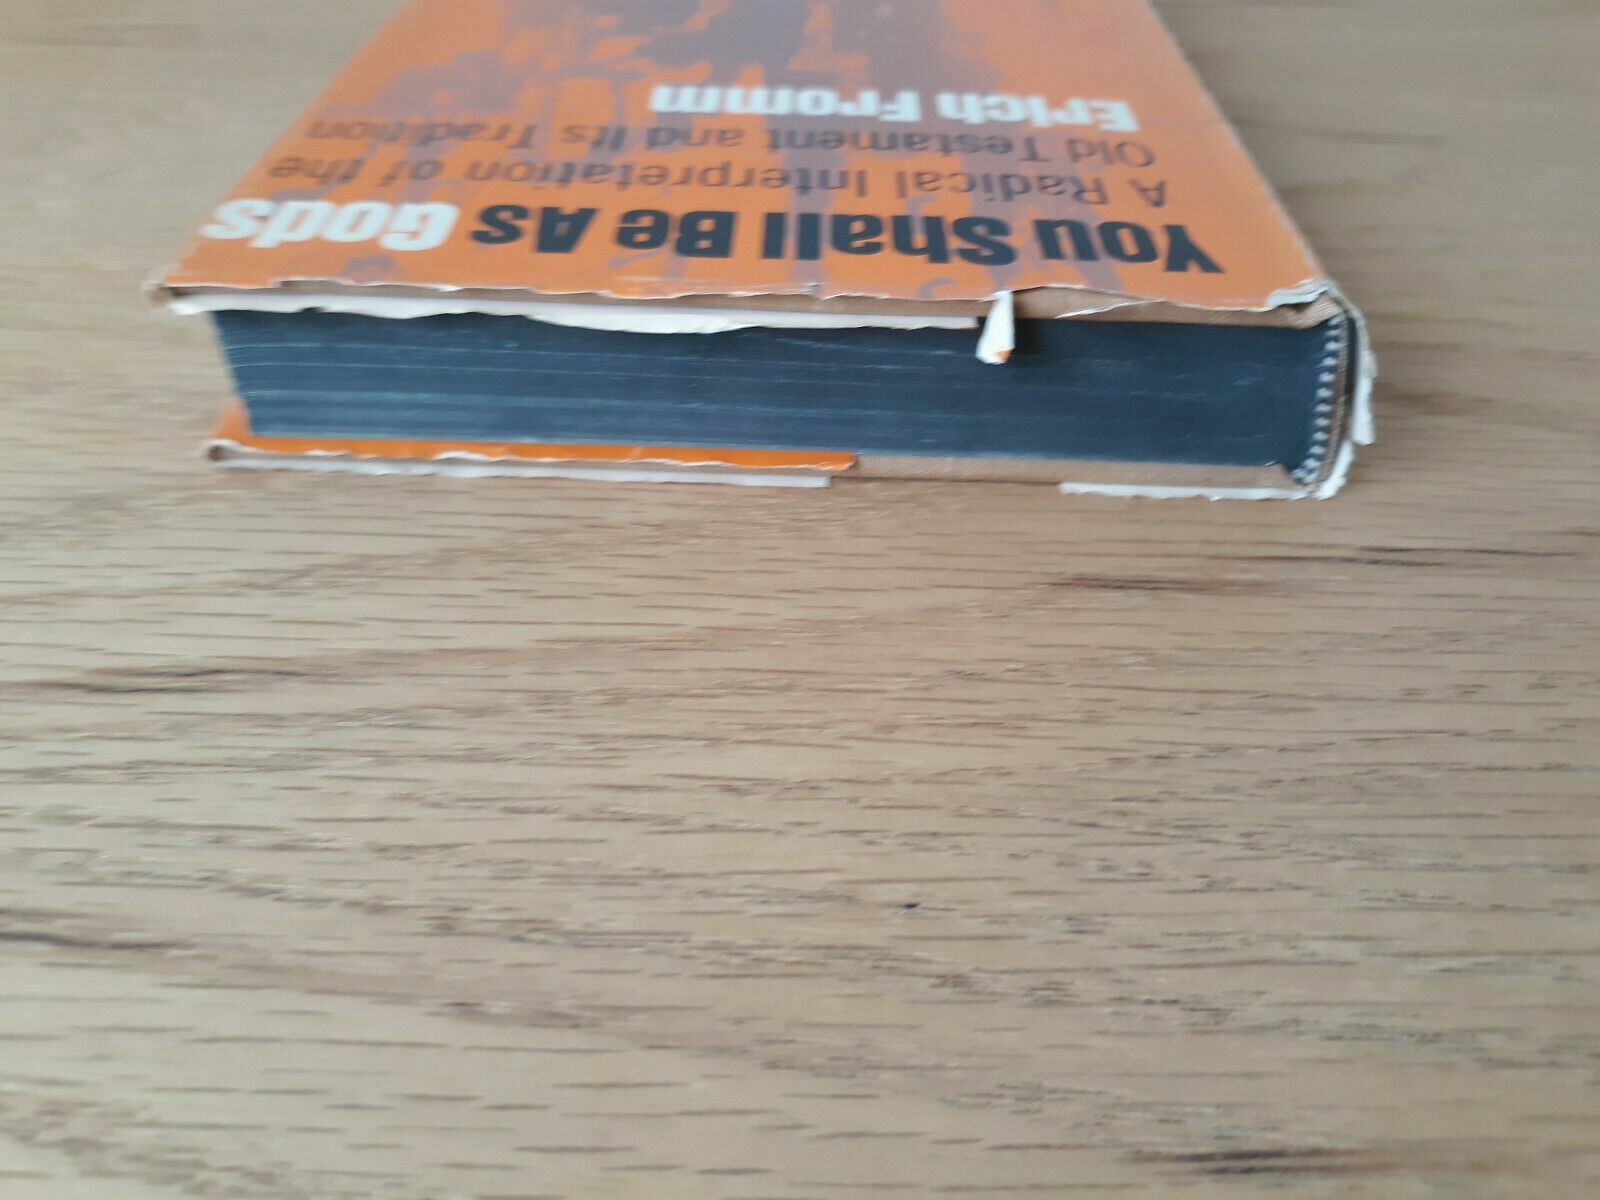 You Shall Be As Gods
A Radical Interpretation of the
Old Testament and Its Tradition
Erich Fromm